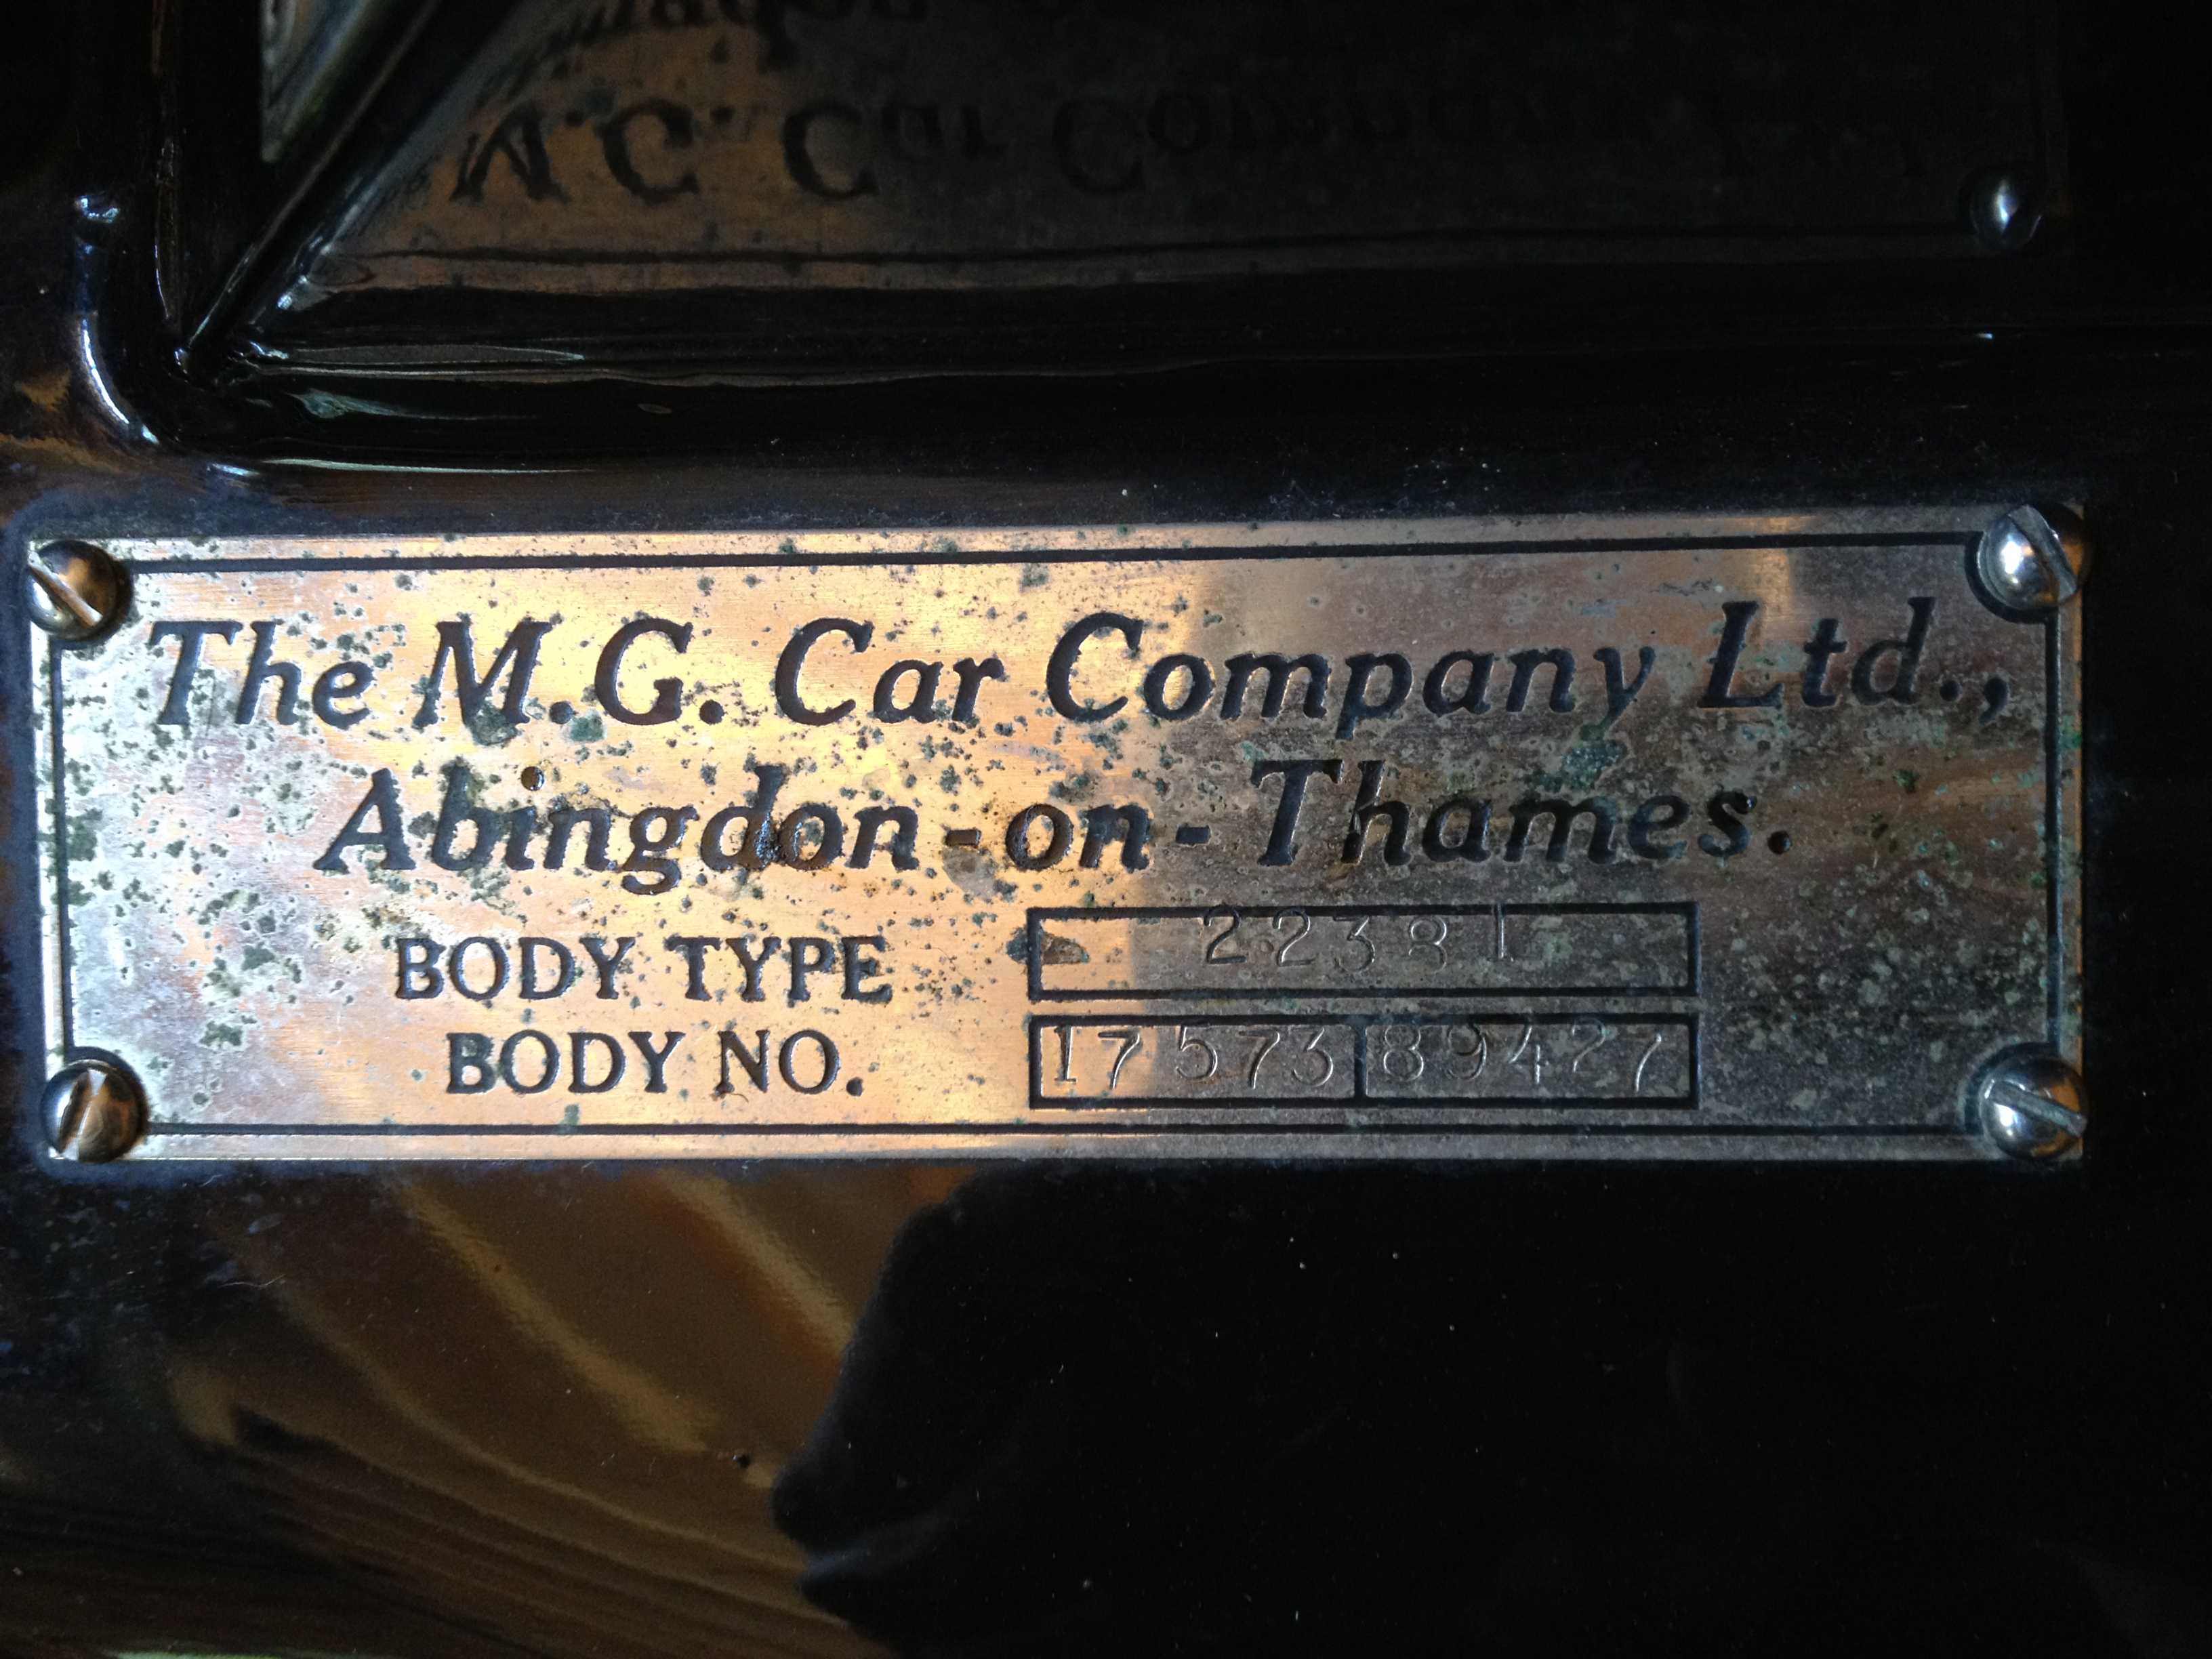 The M.G. Car Company Ltd.,
Abingdon-on-Thames.
BODY TYPE 22381
BODY NO. 17573 89427